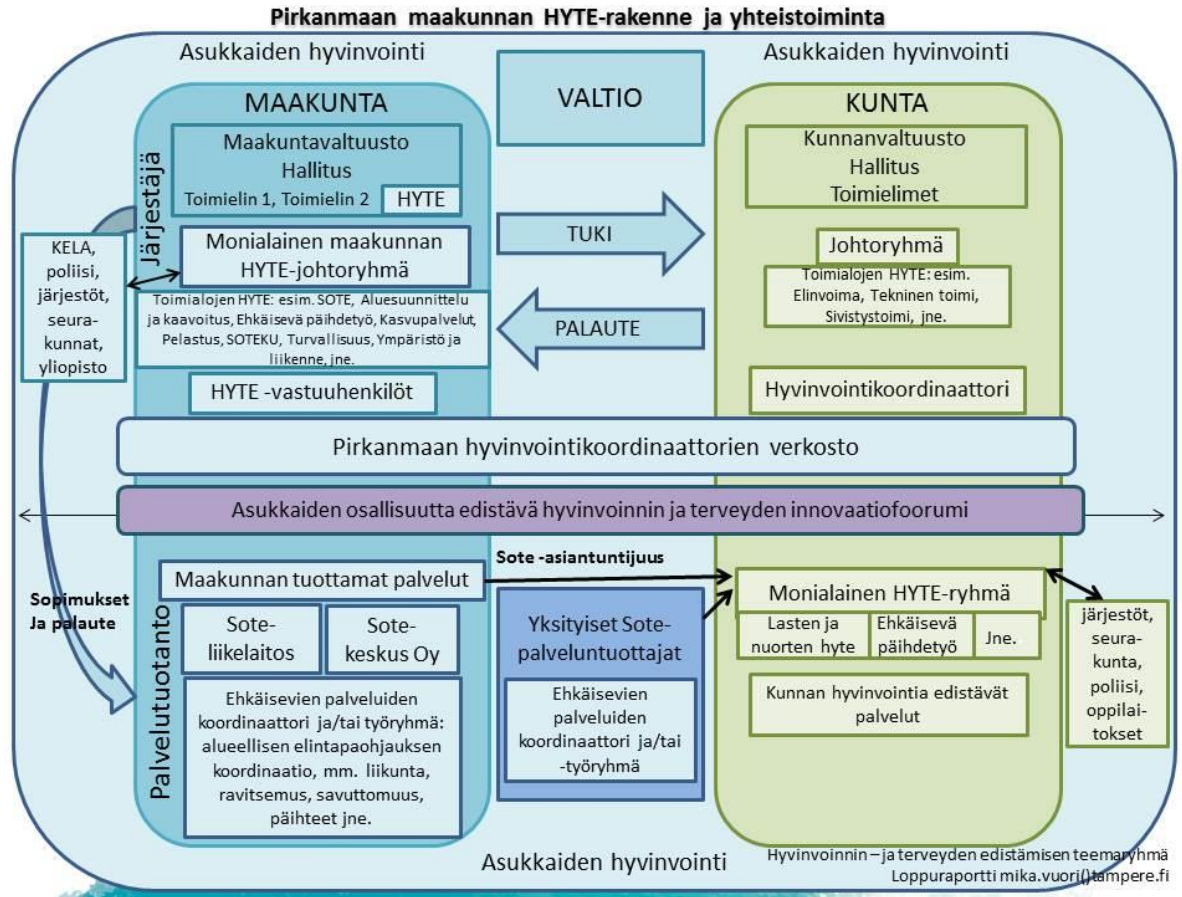 Pirkanmaan maakunnan HYTE-rakenne ja yhteistoiminta
Asukkaiden hyvinvointi
Asukkaiden hyvinvointi
VALTIO
MAAKUNTA
Järjestäjä
Maakuntavaltuusto
Hallitus
Toimielin 1, Toimielin 2
HYTE
Monialainen maakunnan
HYTE-johtoryhmä
KELA,
poliisi,
järjestöt,
seura-
kunnat,
yliopisto
Toimialojen HYTE: esim. SOTE, Aluesuunnittelu
ja kaavoitus, Ehkäisevä päihdetyö, Kasvupalvelut,
Pelastus, SOTEKU, Turvallisuus, Ympäristö ja
liikenne, jne.
HYTE -vastuuhenkilöt
TUKI
PALAUTE
KUNTA
Kunnanvaltuusto
Hallitus
Toimielimet
Johtoryhmä
Toimialojen HYTE: esim.
Elinvoima, Tekninen toimi,
Sivistystoimi, jne.
Hyvinvointikoordinaattori
Pirkanmaan hyvinvointikoordinaattorien verkosto
Asukkaiden osallisuutta edistävä hyvinvoinnin ja terveyden innovaatiofoorumi
Sopimukset
Ja palaute
Palvelutuotanto
Maakunnan tuottamat palvelut
Sote-
liikelaitos
Sote-
keskus Oy
Ehkäisevien palveluiden
koordinaattori ja/tai työryhmä:
alueellisen elintapaohjauksen
koordinaatio, mm. liikunta,
ravitsemus, savuttomuus,
päihteet jne.
Sote -asiantuntijuus
Yksityiset Sote-
palveluntuottajat
Ehkäisevien
palveluiden
koordinaattori ja/tai
-työryhmä
Monialainen HYTE-ryhmä
Lasten ja
nuorten hyte
Ehkäisevä
päihdetyö
Jne.
Kunnan hyvinvointia edistävät
palvelut
järjestöt,
seura-
kunta,
poliisi,
oppilai-
tokset
Asukkaiden hyvinvointi
Hyvinvoinnin – ja terveyden edistämisen teemaryhmä
Loppuraportti mika.vuori()tampere.fi